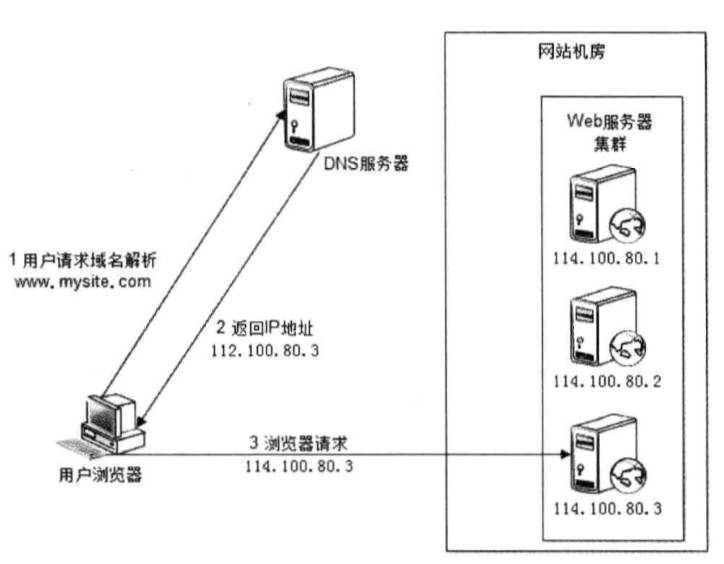 网站机房
Web服务器
集群
DNS服务器
114.100.80.1
1 用户请求域名解析
www.mysite.com
2 返回IP地址
112.100.80.3
114.100.80.2
3 浏览器请求
114.100.80.3
用户浏览器
114.100.80.3